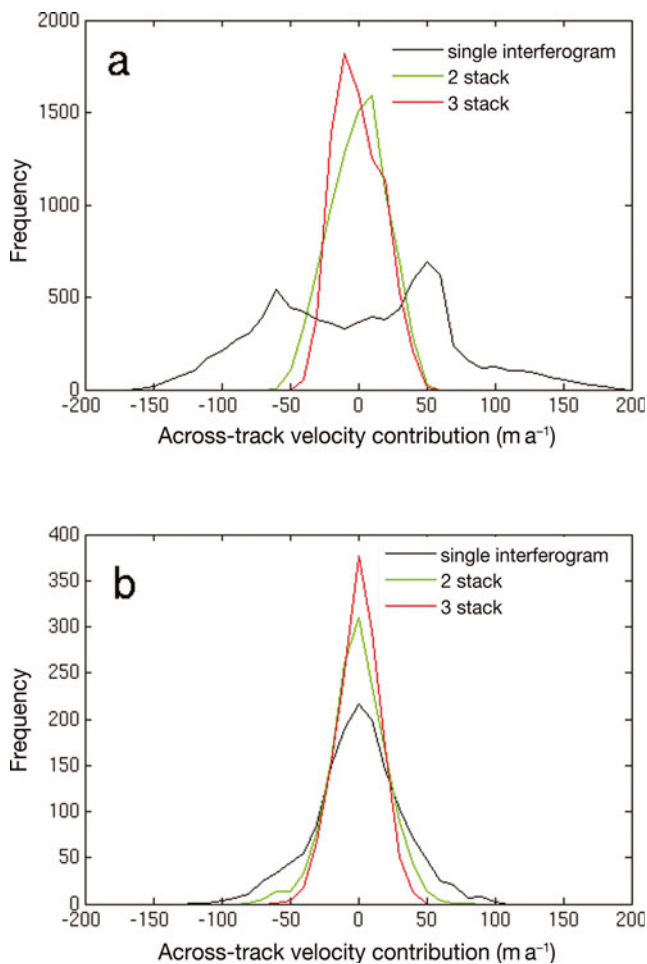 2000
a
single interferogram
2 stack
3 stack
1500
Frequency
1000
500
0
-200 -150 -100 -50 0 50 100 150 200
Across-track velocity contribution (m a⁻¹)
400
b
single interferogram
2 stack
3 stack
350
300
250
Frequency
200
150
100
50
0
-200 -150 -100 -50 0 50 100 150 200
Across-track velocity contribution (m a⁻¹)